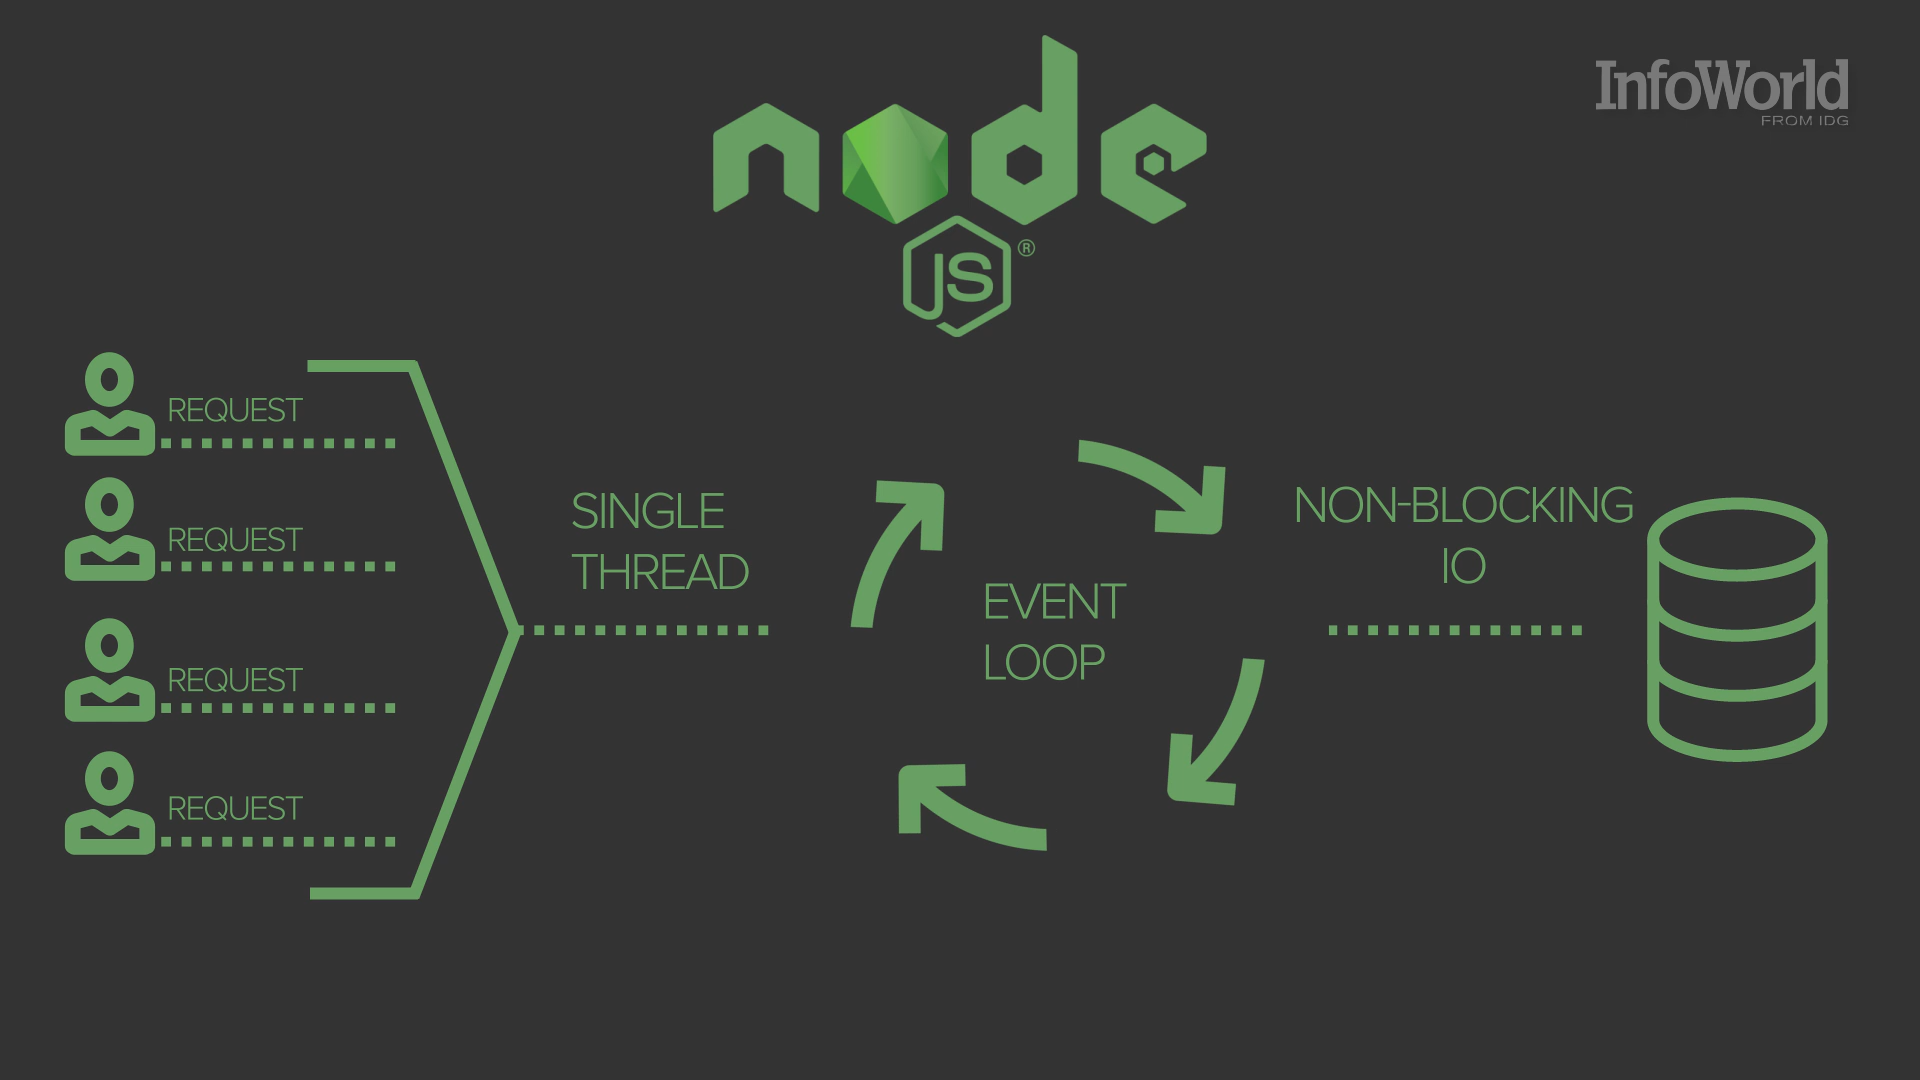 node
JS®
InfoWorld
FROM IDG
REQUEST
REQUEST
REQUEST
REQUEST
SINGLE
THREAD
EVENT
LOOP
NON-BLOCKING
IO